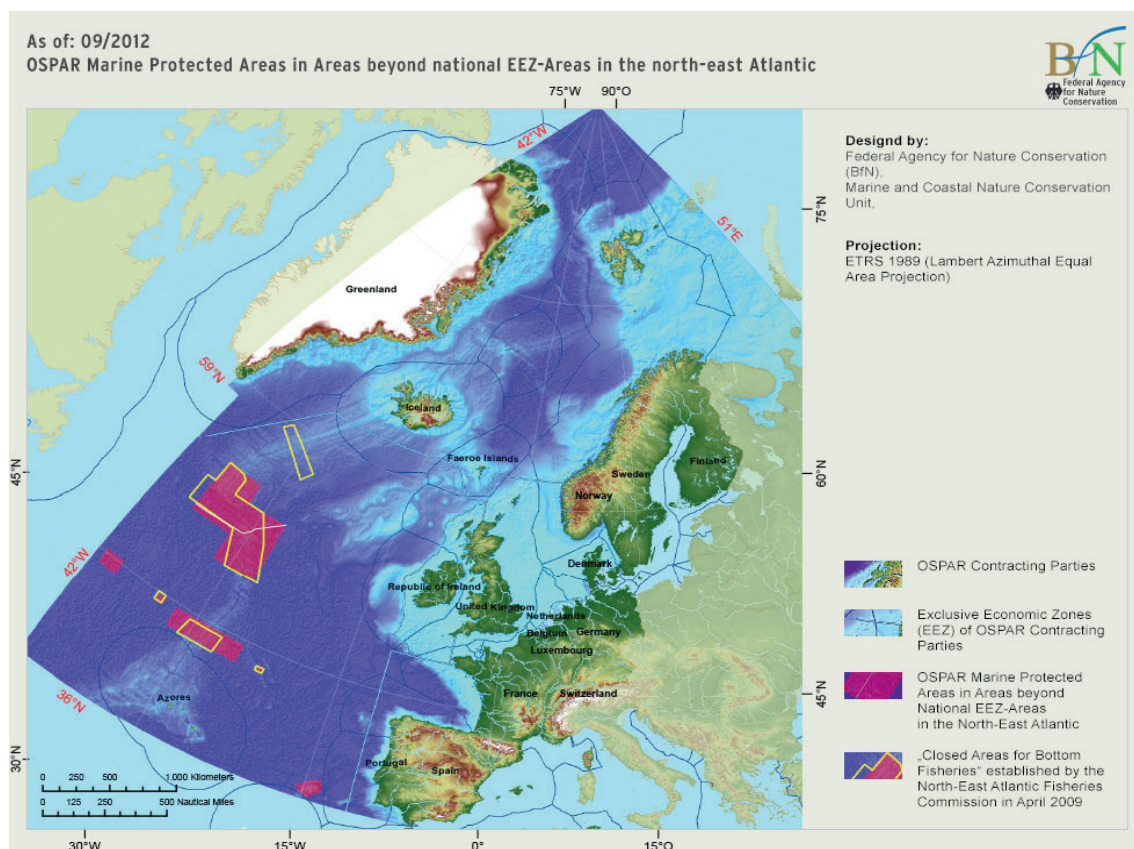 As of: 09/2012
OSPAR Marine Protected Areas in Areas beyond national EEZ-Areas in the north-east Atlantic
BfN
Federal Agency
for Nature
Conservation
75°W 90°O
42°W
51°E
75°N
Designd by:
Federal Agency for Nature Conservation
(BfN),
Marine and Coastal Nature Conservation
Unit,
Projection:
ETRS 1989 (Lambert Azimuthal Equal
Area Projection)
Greenland
59°N
Iceland
Faeroe Islands
45°N
60°N
Finland
Sweden
Norway
42°W
Denmark
Republic of Ireland
United Kingdom
Netherlands
Belgium
Germany
Luxembourg
36°N
Azores
France
Switzerland
45°N
30°N
Portugal
Spain
0 250 500 1.000 Kilometers
0 125 250 500 Nautical Miles
30°W 15°W 0° 15°O
OSPAR Contracting Parties
Exclusive Economic Zones
(EEZ) of OSPAR Contracting
Parties
OSPAR Marine Protected
Areas in Areas beyond
National EEZ-Areas
in the North-East Atlantic
„Closed Areas for Bottom
Fisheries“ established by the
North-East Atlantic Fisheries
Commission in April 2009